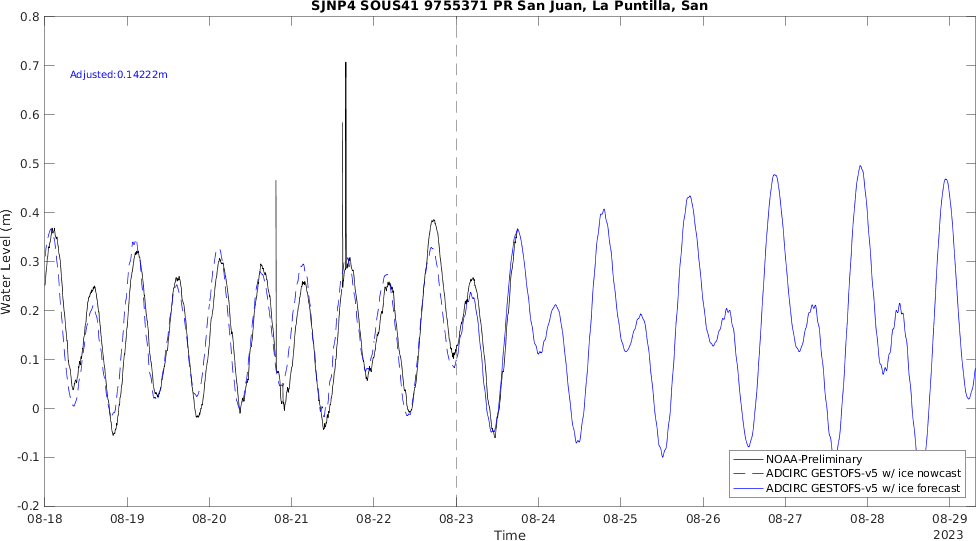 SJNP4 SOUS41 9755371 PR San Juan, La Puntilla, San
0.8
0.7
0.6
0.5
0.4
0.3
0.2
0.1
0
-0.1
-0.2
Water Level (m)
Adjusted:0.14222m
NOAA-Preliminary
ADCIRC GESTOFS-v5 w/ ice nowcast
ADCIRC GESTOFS-v5 w/ ice forecast
08-18 08-19 08-20 08-21 08-22 08-23 08-24 08-25 08-26 08-27 08-28 08-29
2023
Time